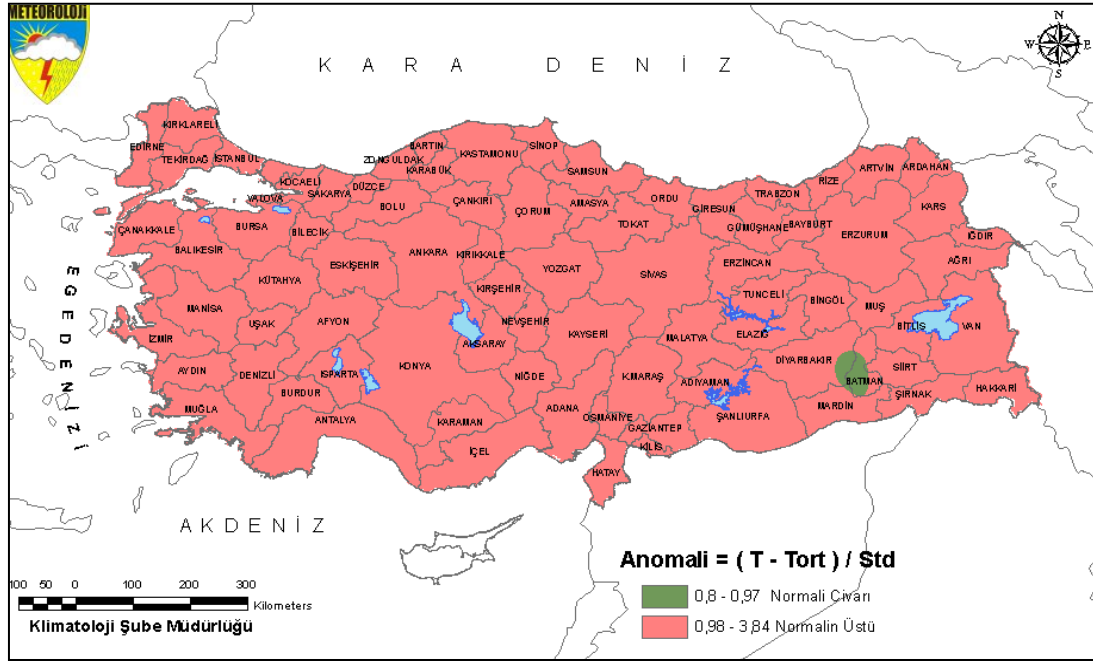 METEOROLOJİ
N
W E
S
KARA DENİZ
KIRKLARELİ
EDİRNE
TEKİRDAĞ
İSTANBUL
KOCAELİ
YALOVA
SAKARYA
DÜZCE
ZONGULDAK
BARTIN
KARABÜK
KASTAMONU
SİNOP
SAMSUN
BOLU
ÇANKIRI
ÇORUM
AMASYA
TOKAT
ORDU
GİRESUN
TRABZON
RİZE
ARTVİN
ARDAHAN
KARS
GÜMÜŞHANE
BAYBURT
ERZURUM
IĞDIR
AĞRI
ÇANAKKALE
BALIKESİR
BURSA
BİLECİK
ESKİŞEHİR
ANKARA
KIRIKKALE
YOZGAT
SİVAS
ERZİNCAN
TUNCELİ
BİNGÖL
MUŞ
BİTLİS
VAN
KÜTAHYA
KIRŞEHİR
NEVŞEHİR
KAYSERİ
MALATYA
ELAZIĞ
MANİSA
UŞAK
AFYON
İZMİR
AKSARAY
KONYA
NİĞDE
K.MARAŞ
ADIYAMAN
DİYARBAKIR
BATMAN
SİİRT
ŞIRNAK
HAKKARİ
MARDİN
ŞANLIURFA
AYDIN
DENİZLİ
ISPARTA
BURDUR
MUĞLA
ANTALYA
KARAMAN
İÇEL
ADANA
OSMANİYE
GAZİANTEP
KİLİS
HATAY
EGE DENİZİ
AKDENİZ
Anomali = ( T - Tort ) / Std
0,8 - 0,97 Normali Civarı
0,98 - 3,84 Normalin Üstü
100 50 0 100 200 300
Kilometers
Klimatoloji Şube Müdürlüğü